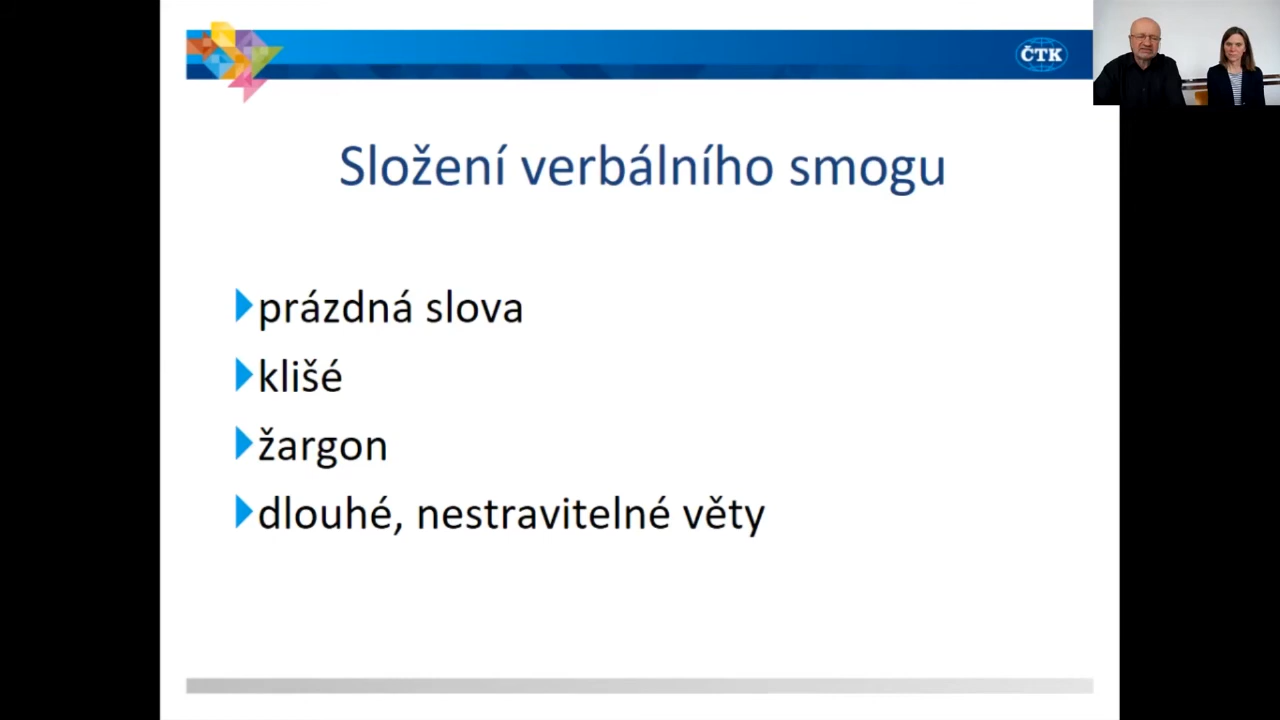 ČTK
Složení verbálního smogu
prázdná slova
klišé
žargon
dlouhé, nestravitelné věty